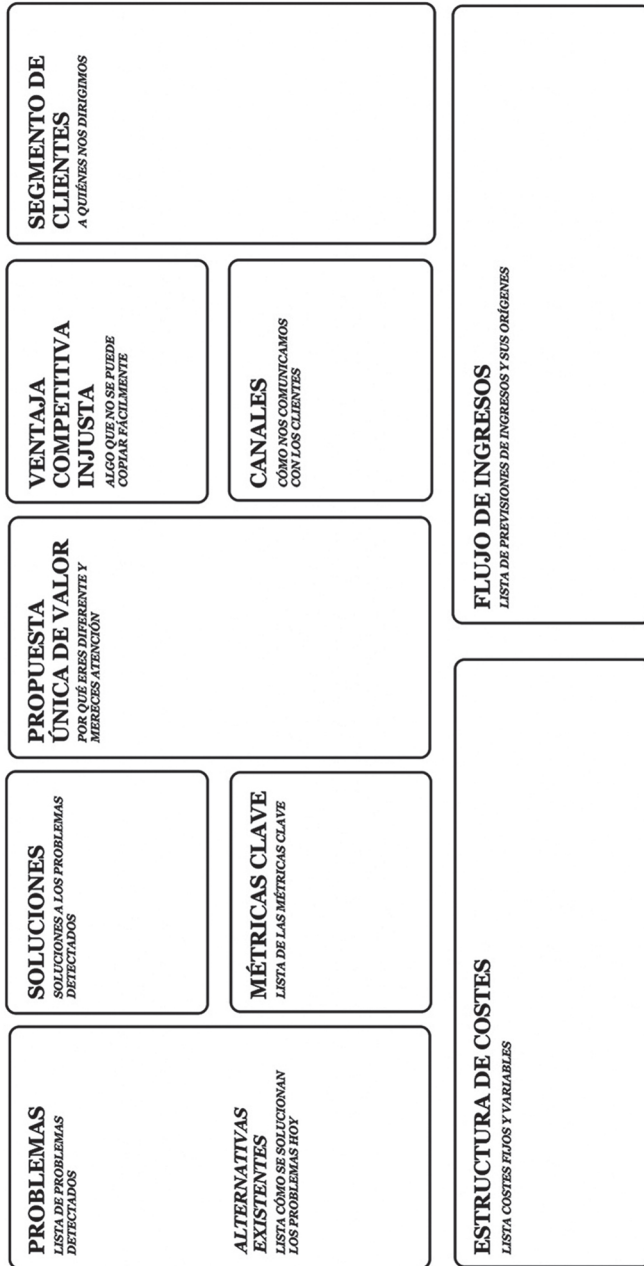 PROBLEMAS
LISTA DE PROBLEMAS
DETECTADOS
ALTERNATIVAS
EXISTENTES
LISTA CÓMO SE SOLUCIONAN
LOS PROBLEMAS HOY
SOLUCIONES
SOLUCIONES A LOS PROBLEMAS
DETECTADOS
MÉTRICAS CLAVE
LISTA DE LAS MÉTRICAS CLAVE
PROPUESTA
ÚNICA DE VALOR
POR QUÉ ERES DIFERENTE Y
MERECES ATENCIÓN
VENTAJA
COMPETITIVA
INJUSTA
ALGO QUE NO SE PUEDE
COPIAR FÁCILMENTE
CANALES
CÓMO NOS COMUNICAMOS
CON LOS CLIENTES
SEGMENTO DE
CLIENTES
A QUIÉNES NOS DIRIGIMOS
ESTRUCTURA DE COSTES
LISTA COSTES FIJOS Y VARIABLES
FLUJO DE INGRESOS
LISTA DE PREVISIONES DE INGRESOS Y SUS ORÍGENES